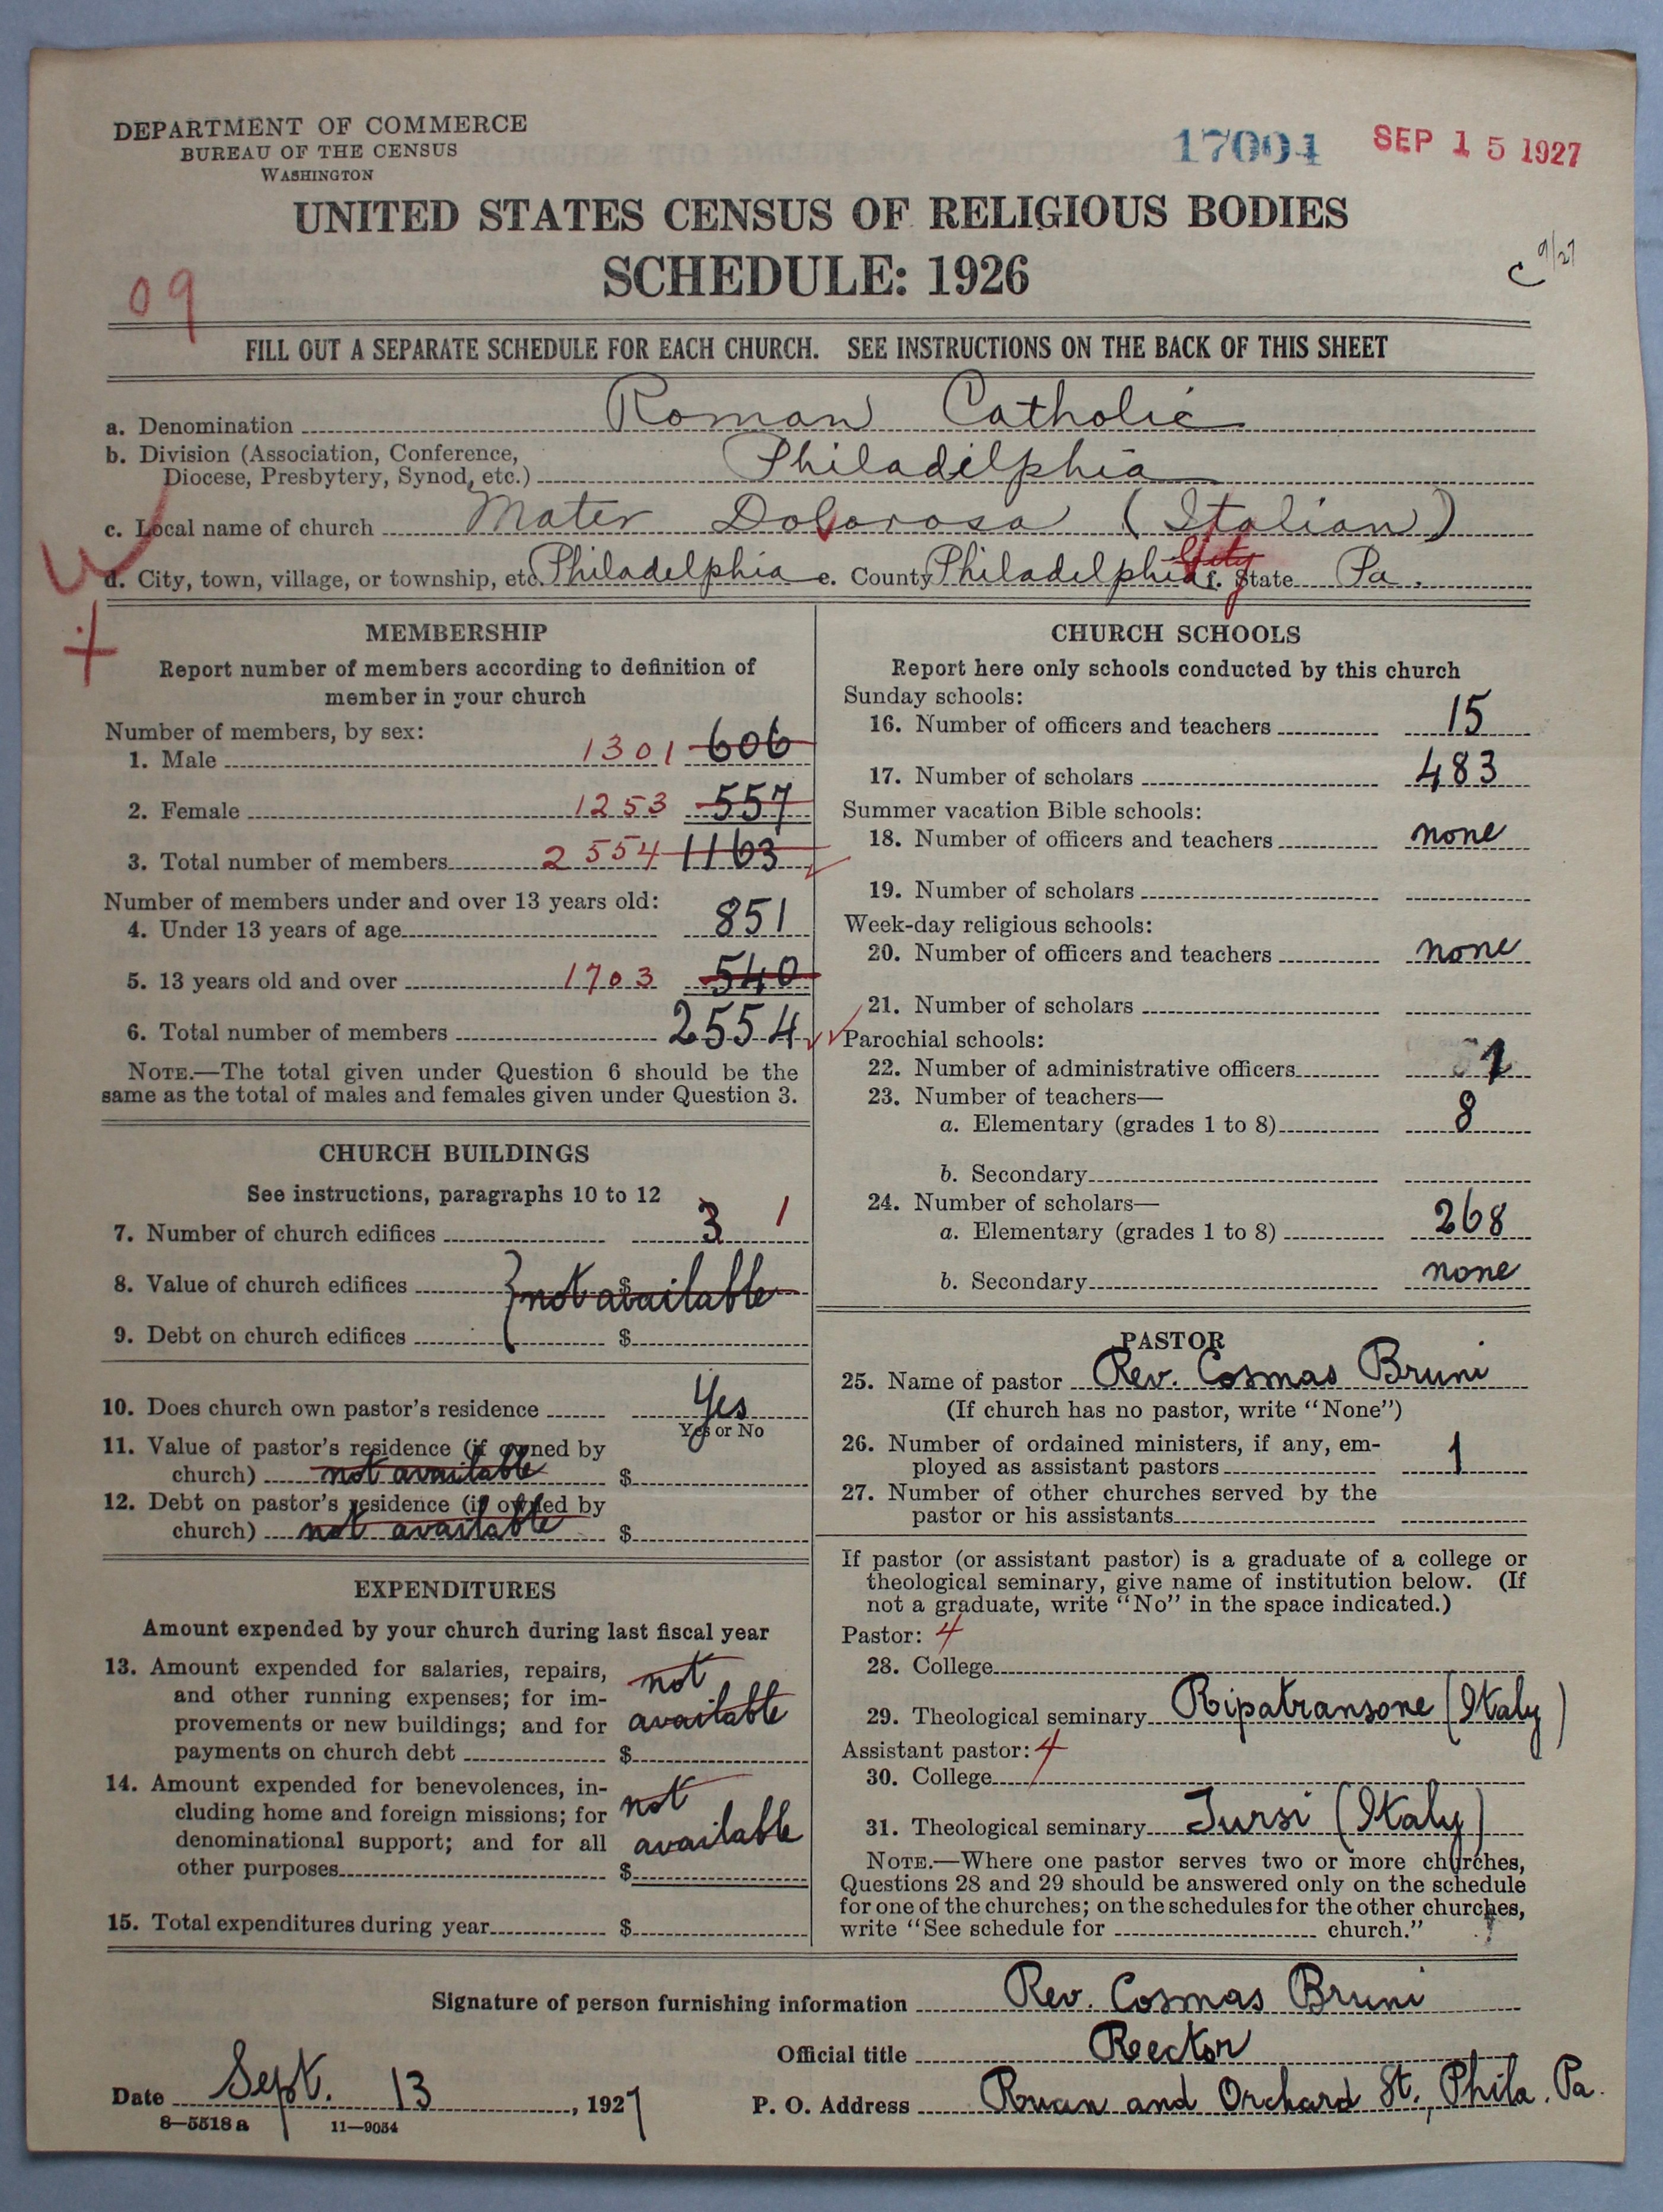 DEPARTMENT OF COMMERCE
BUREAU OF THE CENSUS
WASHINGTON
17004 SEP 15 1927
UNITED STATES CENSUS OF RELIGIOUS BODIES
SCHEDULE: 1926
C 9/27
09
FILL OUT A SEPARATE SCHEDULE FOR EACH CHURCH. SEE INSTRUCTIONS ON THE BACK OF THIS SHEET
a. Denomination Roman Catholic
b. Division (Association, Conference,
Diocese, Presbytery, Synod, etc.) Philadelphia
c. Local name of church Mater Dolorosa (Italian)
d. City, town, village, or township, etc. Philadelphia e. County Philadelphia City f. State Pa.
MEMBERSHIP
Report number of members according to definition of
member in your church
Number of members, by sex:
1. Male 1301 606
2. Female 1253 557
3. Total number of members 2554 1163
Number of members under and over 13 years old:
4. Under 13 years of age 851
5. 13 years old and over 1703 540
6. Total number of members 2554
NOTE.—The total given under Question 6 should be the
same as the total of males and females given under Question 3.
CHURCH BUILDINGS
See instructions, paragraphs 10 to 12
7. Number of church edifices 3 1
8. Value of church edifices $ not available
9. Debt on church edifices $
10. Does church own pastor's residence Yes
Yes or No
11. Value of pastor's residence (if owned by
church) not available $
12. Debt on pastor's residence (if owned by
church) not available $
EXPENDITURES
Amount expended by your church during last fiscal year
13. Amount expended for salaries, repairs, not
and other running expenses; for im-
provements or new buildings; and for available
payments on church debt $
14. Amount expended for benevolences, in-
cluding home and foreign missions; for not
denominational support; and for all available
other purposes $
15. Total expenditures during year $
CHURCH SCHOOLS
Report here only schools conducted by this church
Sunday schools:
16. Number of officers and teachers 15
17. Number of scholars 483
Summer vacation Bible schools:
18. Number of officers and teachers none
19. Number of scholars
Week-day religious schools:
20. Number of officers and teachers none
21. Number of scholars
Parochial schools:
22. Number of administrative officers 1
23. Number of teachers—
a. Elementary (grades 1 to 8) 8
b. Secondary
24. Number of scholars—
a. Elementary (grades 1 to 8) 268
b. Secondary none
PASTOR
25. Name of pastor Rev. Cosmas Bruni
(If church has no pastor, write "None")
26. Number of ordained ministers, if any, em-
ployed as assistant pastors 1
27. Number of other churches served by the
pastor or his assistants
If pastor (or assistant pastor) is a graduate of a college or
theological seminary, give name of institution below. (If
not a graduate, write "No" in the space indicated.)
Pastor: 4
28. College
29. Theological seminary Ripatransone (Italy)
Assistant pastor: 4
30. College
31. Theological seminary Tursi (Italy)
NOTE.—Where one pastor serves two or more churches,
Questions 28 and 29 should be answered only on the schedule
for one of the churches; on the schedules for the other churches,
write "See schedule for church."
Signature of person furnishing information Rev. Cosmas Bruni
Official title Rector
Date Sept. 13, 1927 P. O. Address Ruan and Orchard St., Phila. Pa.
8—5518 a 11—9054